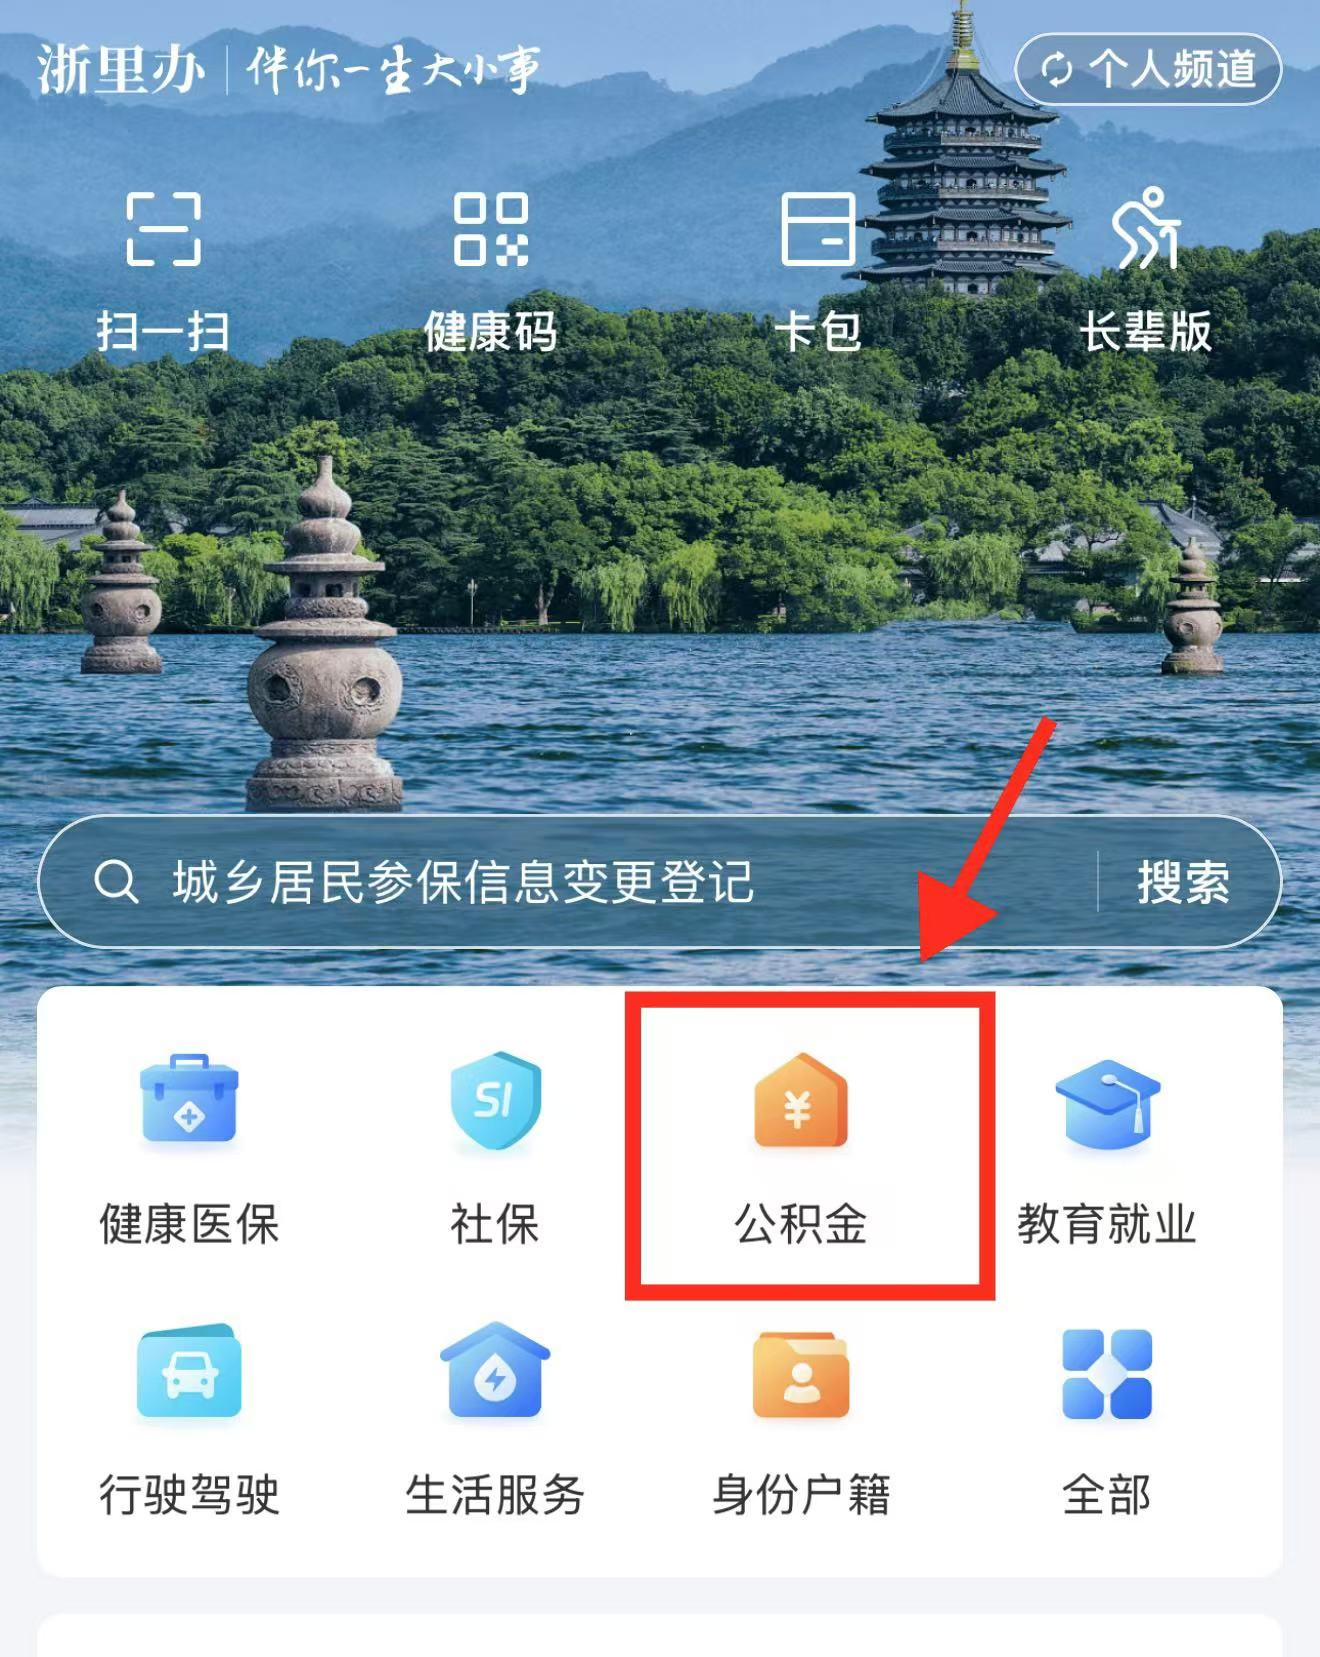 浙里办 伴你一生大小事 个人频道
扫一扫 健康码 卡包 长辈版
城乡居民参保信息变更登记 搜索
SI ¥
健康医保 社保 公积金 教育就业
行驶驾驶 生活服务 身份户籍 全部